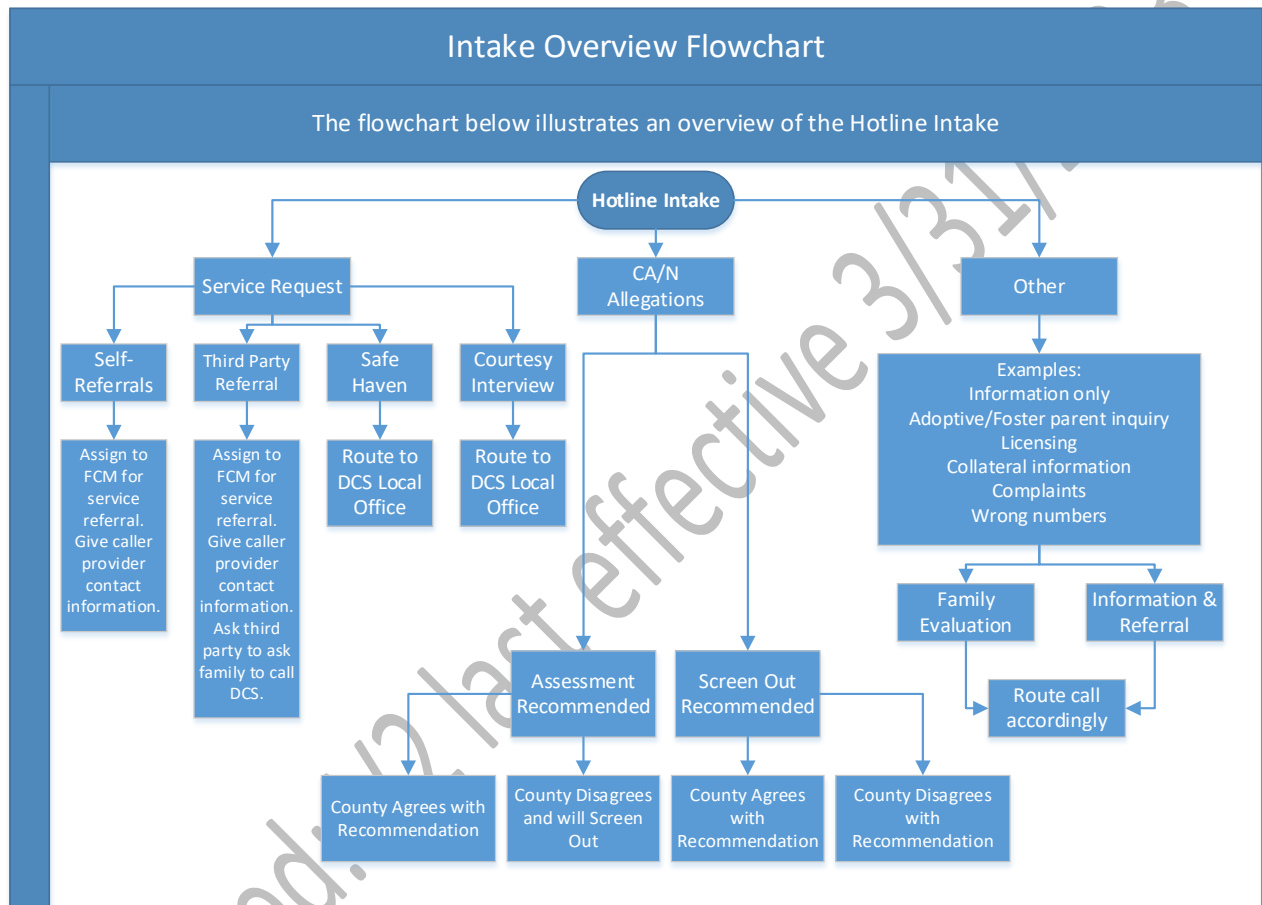 Intake Overview Flowchart
The flowchart below illustrates an overview of the Hotline Intake
Hotline Intake
Service Request
CA/N
Allegations
Other
Self-
Referrals
Third Party
Referral
Safe
Haven
Courtesy
Interview
Examples:
Information only
Adoptive/Foster parent inquiry
Licensing
Collateral information
Complaints
Wrong numbers
Assign to
FCM for
service
referral.
Give caller
provider
contact
information.
Assign to
FCM for
service
referral.
Give caller
provider
contact
information.
Ask third
party to ask
family to call
DCS.
Route to
DCS Local
Office
Route to
DCS Local
Office
Family
Evaluation
Information &
Referral
Route call
accordingly
Assessment
Recommended
Screen Out
Recommended
County Agrees with
Recommendation
County Disagrees
and will Screen
Out
County Agrees
with
Recommendation
County Disagrees
with
Recommendation
last effective 3/31/